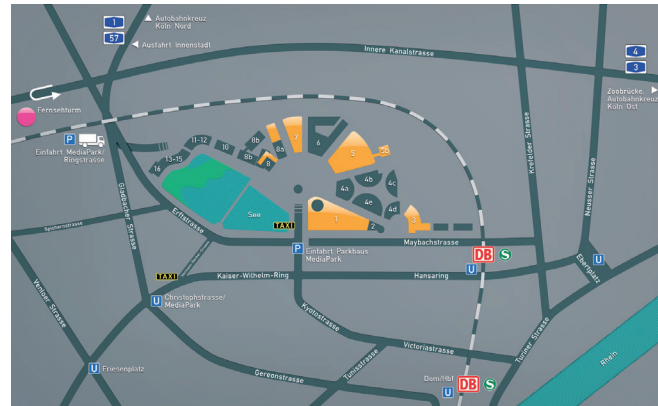 1
57
Autobahnkreuz
Köln Nord
Ausfahrt Innenstadt
Innere Kanalstrasse
4
3
Zoobrücke,
Autobahnkreuz
Köln Ost
Fernsehturm
P
Einfahrt MediaPark/
Ringstrasse
Krefelder Strasse
Neusser Strasse
Gladbacher Strasse
16
13-15
11-12
10
8b
8b
8
8a
7
6
5
5a
4a
4b
4c
4e
4d
3
1
2
See
TAXI
Erftstrasse
Spichernstrasse
Maybachstrasse
P
Einfahrt Parkhaus
MediaPark
DB
S
U
TAXI
Kaiser-Wilhelm-Ring
Hansaring
Ebertplatz
U
U
Christophstrasse/
MediaPark
Venloer Strasse
Kyotostrasse
Victoriastrasse
Turiner Strasse
Rhein
U
Friesenplatz
Gereonstrasse
Tunisstrasse
Dom/Hbf
U
DB
S